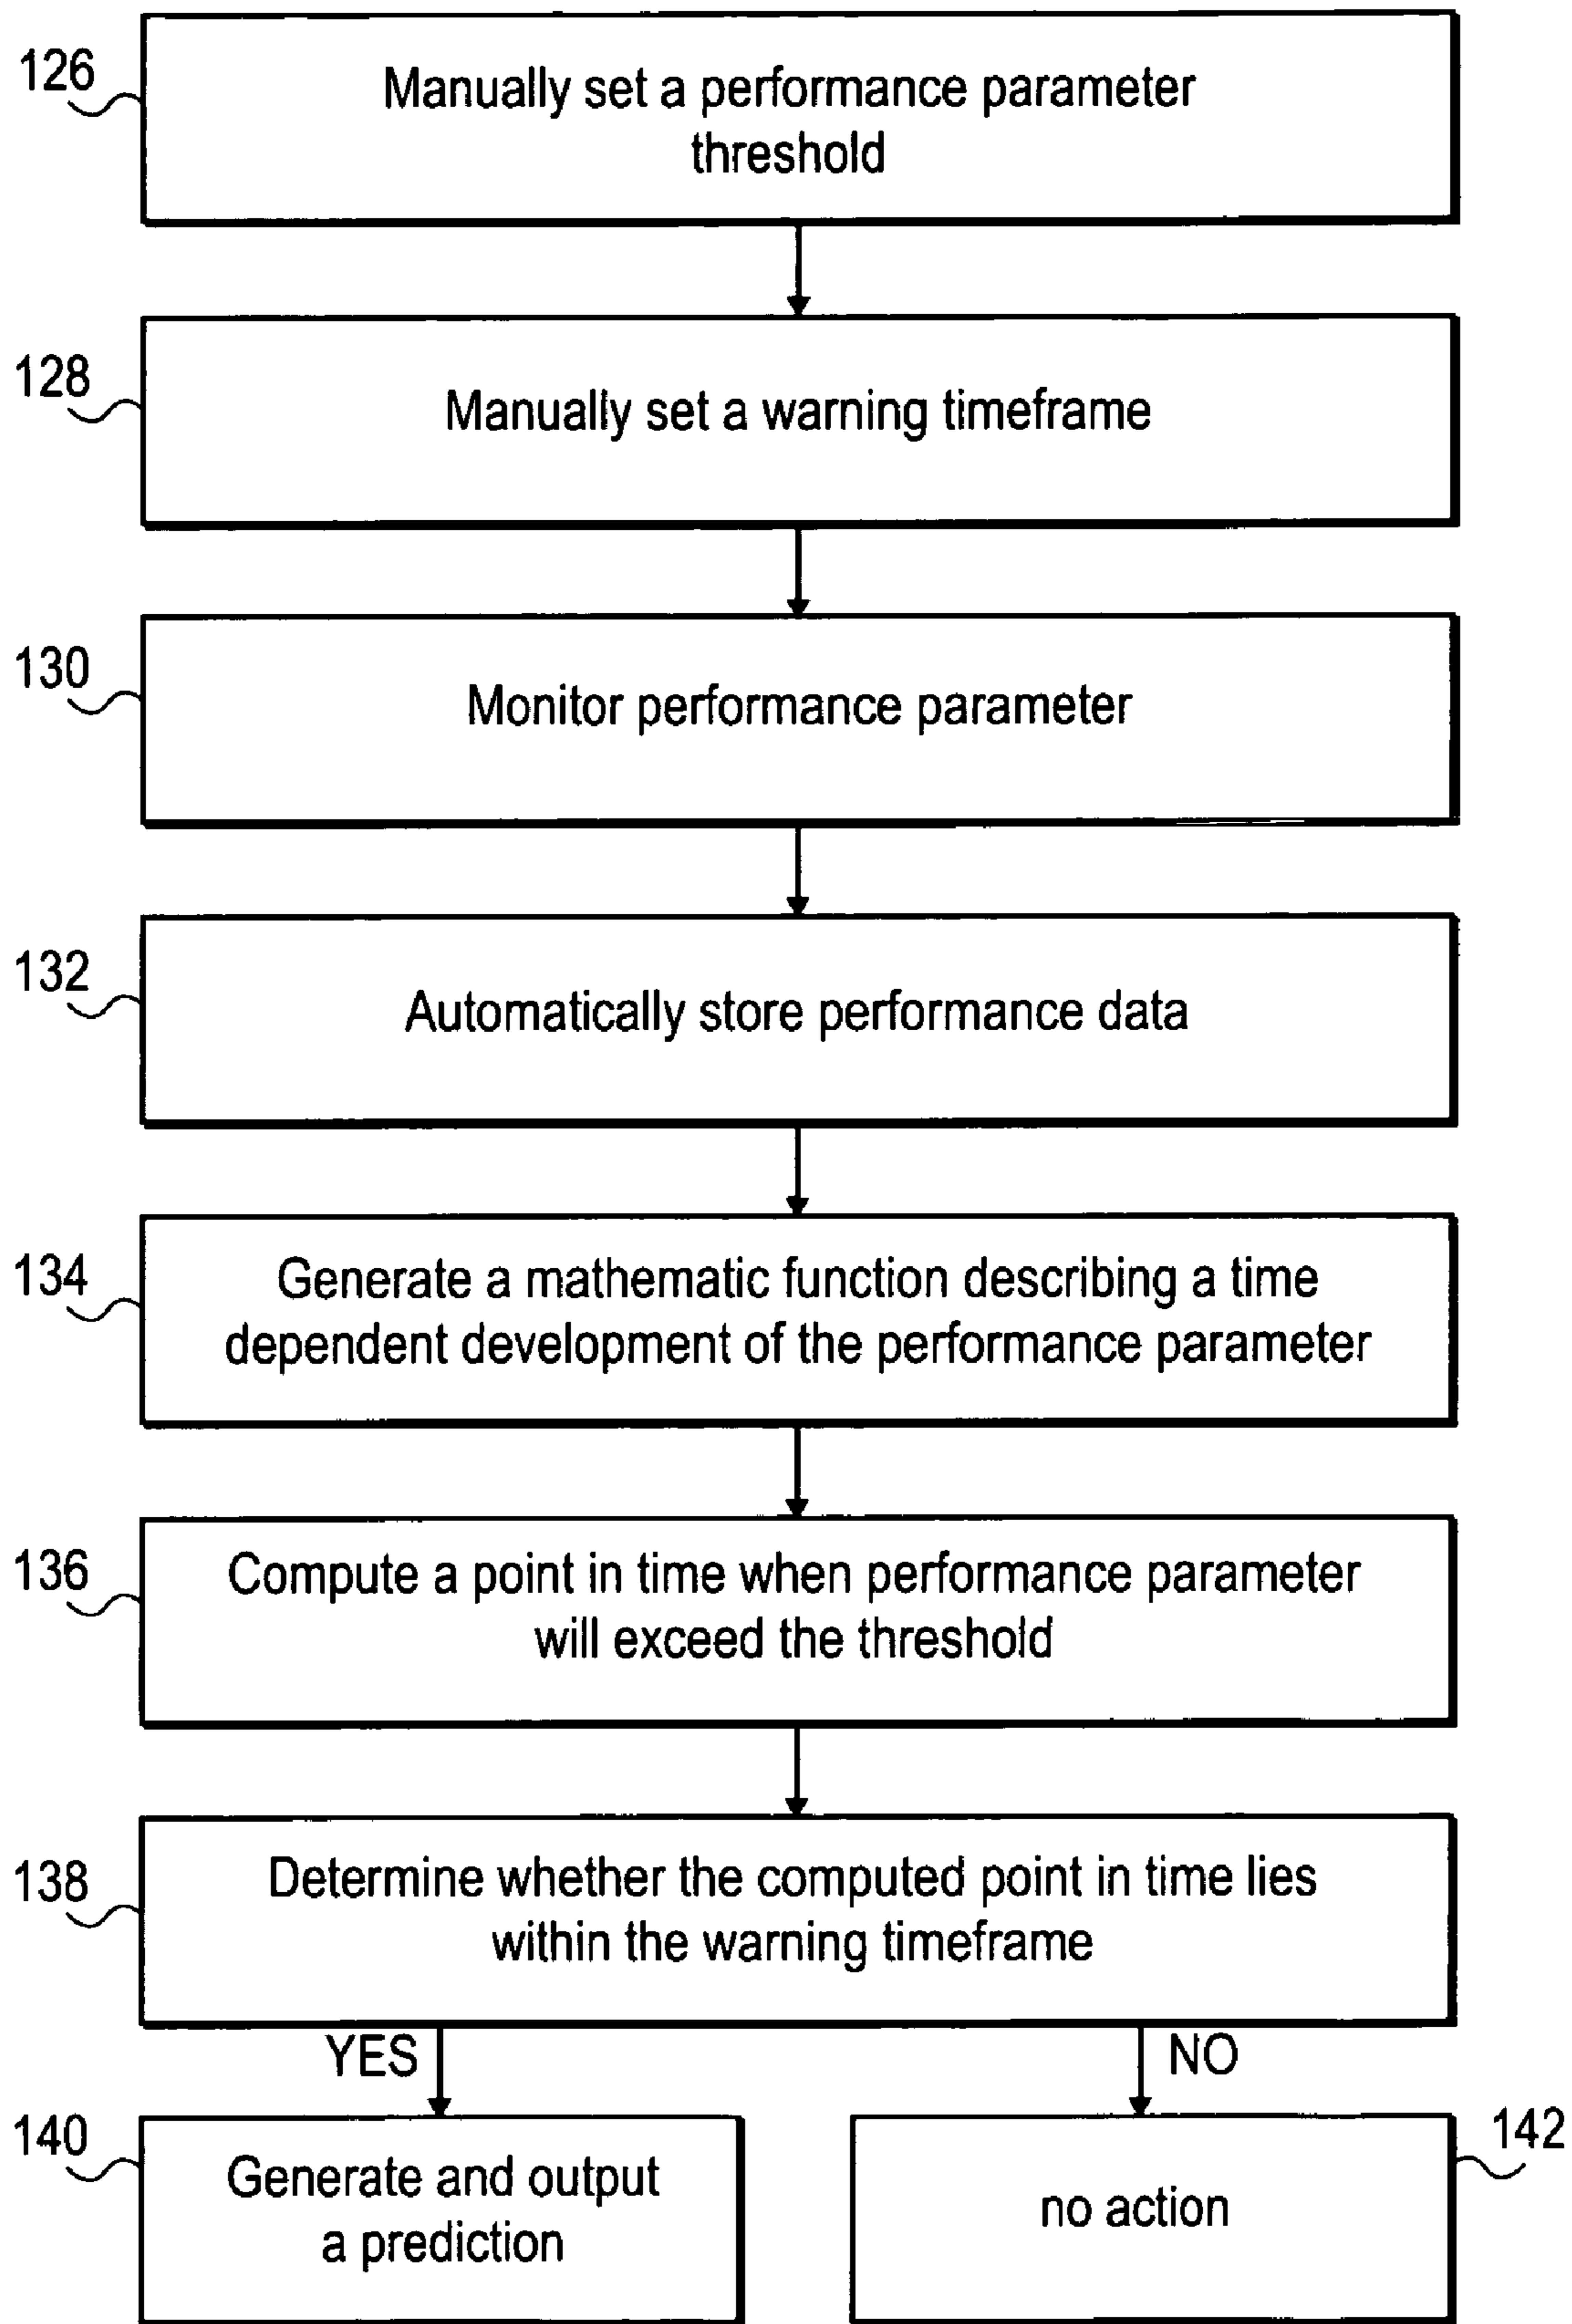 126
Manually set a performance parameter
threshold
128
Manually set a warning timeframe
130
Monitor performance parameter
132
Automatically store performance data
134
Generate a mathematic function describing a time
dependent development of the performance parameter
136
Compute a point in time when performance parameter
will exceed the threshold
138
Determine whether the computed point in time lies
within the warning timeframe
YES
NO
140
Generate and output
a prediction
142
no action